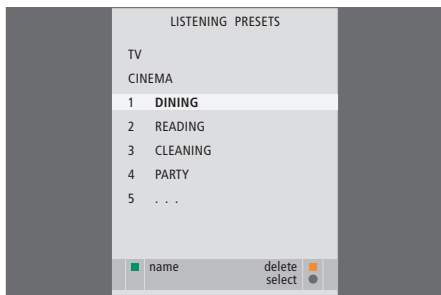 LISTENING PRESETS
TV
CINEMA
1 DINING
2 READING
3 CLEANING
4 PARTY
5 . . .
name delete
select